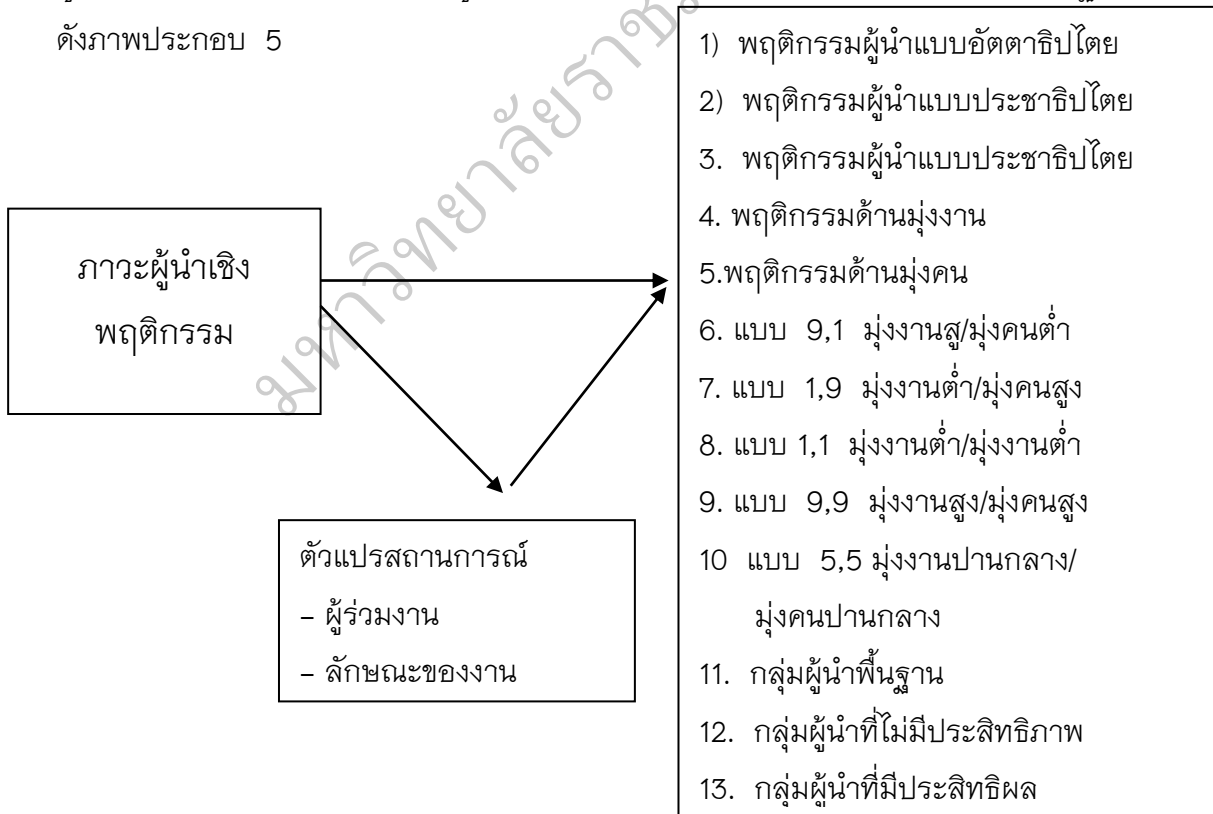 ดังภาพประกอบ 5
มหาวิทยาลัยราช
ภาวะผู้นำเชิง
พฤติกรรม
ตัวแปรสถานการณ์
– ผู้ร่วมงาน
– ลักษณะของงาน
1) พฤติกรรมผู้นำแบบอัตตาธิปไตย
2) พฤติกรรมผู้นำแบบประชาธิปไตย
3. พฤติกรรมผู้นำแบบประชาธิปไตย
4. พฤติกรรมด้านมุ่งงาน
5.พฤติกรรมด้านมุ่งคน
6. แบบ 9,1 มุ่งงานสู/มุ่งคนต่ำ
7. แบบ 1,9 มุ่งงานต่ำ/มุ่งคนสูง
8. แบบ 1,1 มุ่งงานต่ำ/มุ่งงานต่ำ
9. แบบ 9,9 มุ่งงานสูง/มุ่งคนสูง
10 แบบ 5,5 มุ่งงานปานกลาง/
มุ่งคนปานกลาง
11. กลุ่มผู้นำพื้นฐาน
12. กลุ่มผู้นำที่ไม่มีประสิทธิภาพ
13. กลุ่มผู้นำที่มีประสิทธิผล